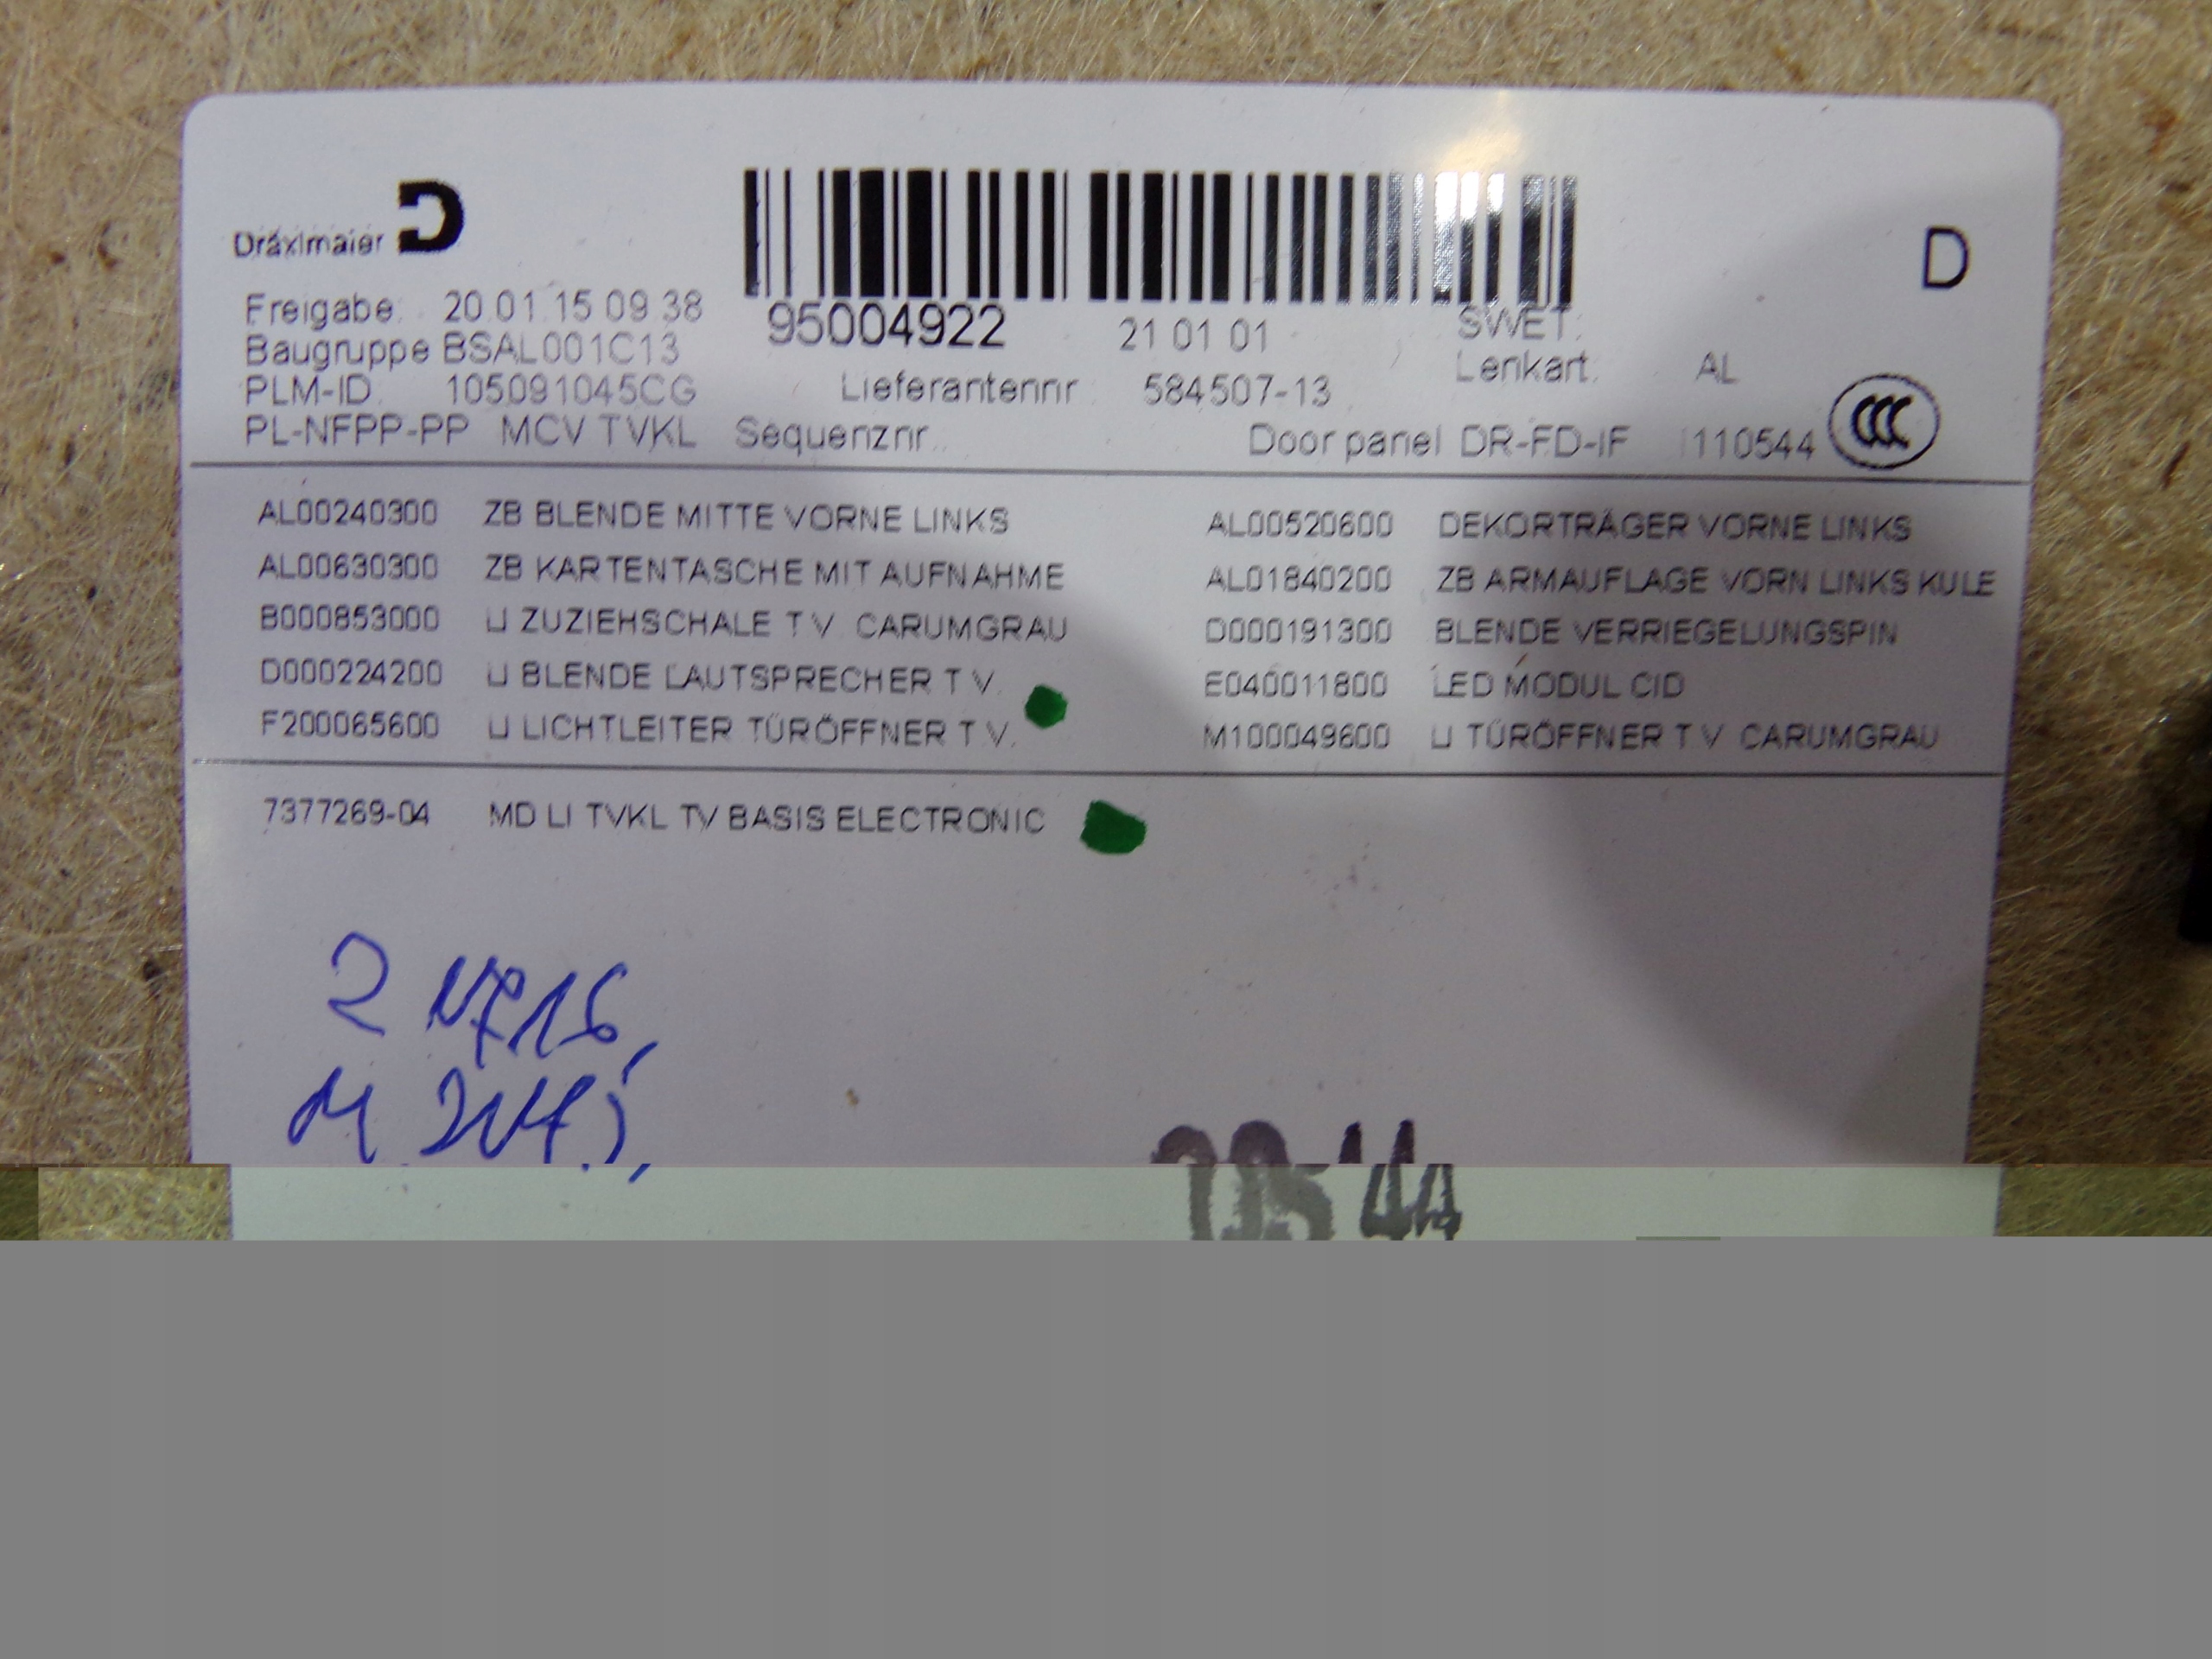 Dräxlmaier D
D
Freigabe: 20.01.15 09:38
95004922 21 01 01 SWET:
Baugruppe BSAL001C13
Lenkart: AL
PLM-ID: 105091045CG Lieferantennr 584507-13
PL-NFPP-PP MCV TVKL Sequenznr. Door panel DR-FD-IF 110544 CCC
AL00240300 ZB BLENDE MITTE VORNE LINKS AL00520600 DEKORTRÄGER VORNE LINKS
AL00630300 ZB KARTENTASCHE MIT AUFNAHME AL01840200 ZB ARMAUFLAGE VORN LINKS KULE
B000853000 LI ZUZIEHSCHALE T.V. CARUMGRAU D000191300 BLENDE VERRIEGELUNGSPIN
D000224200 LI BLENDE LAUTSPRECHER T.V. E040011800 LED MODUL CID
F200065600 LI LICHTLEITER TÜRÖFFNER T.V. M100049600 LI TÜRÖFFNER T.V. CARUMGRAU
7377269-04 MD LI TVKL TV BASIS ELECTRONIC